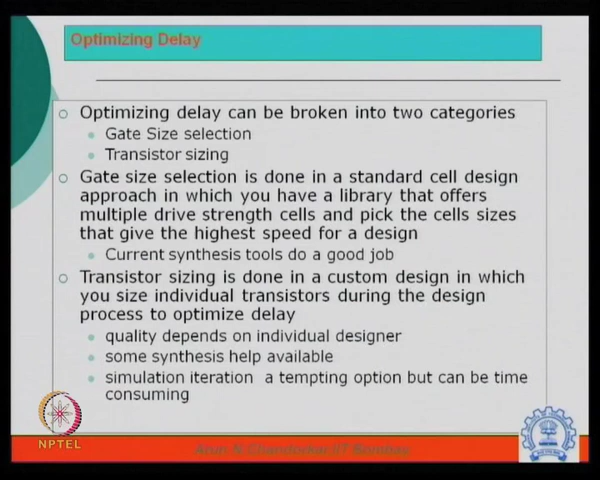 Optimizing Delay
Optimizing delay can be broken into two categories
Gate Size selection
Transistor sizing
Gate size selection is done in a standard cell design
approach in which you have a library that offers
multiple drive strength cells and pick the cells sizes
that give the highest speed for a design
Current synthesis tools do a good job
Transistor sizing is done in a custom design in which
you size individual transistors during the design
process to optimize delay
quality depends on individual designer
some synthesis help available
simulation iteration a tempting option but can be time
consuming
NPTEL
Arun N Chandorkar IIT Bombay